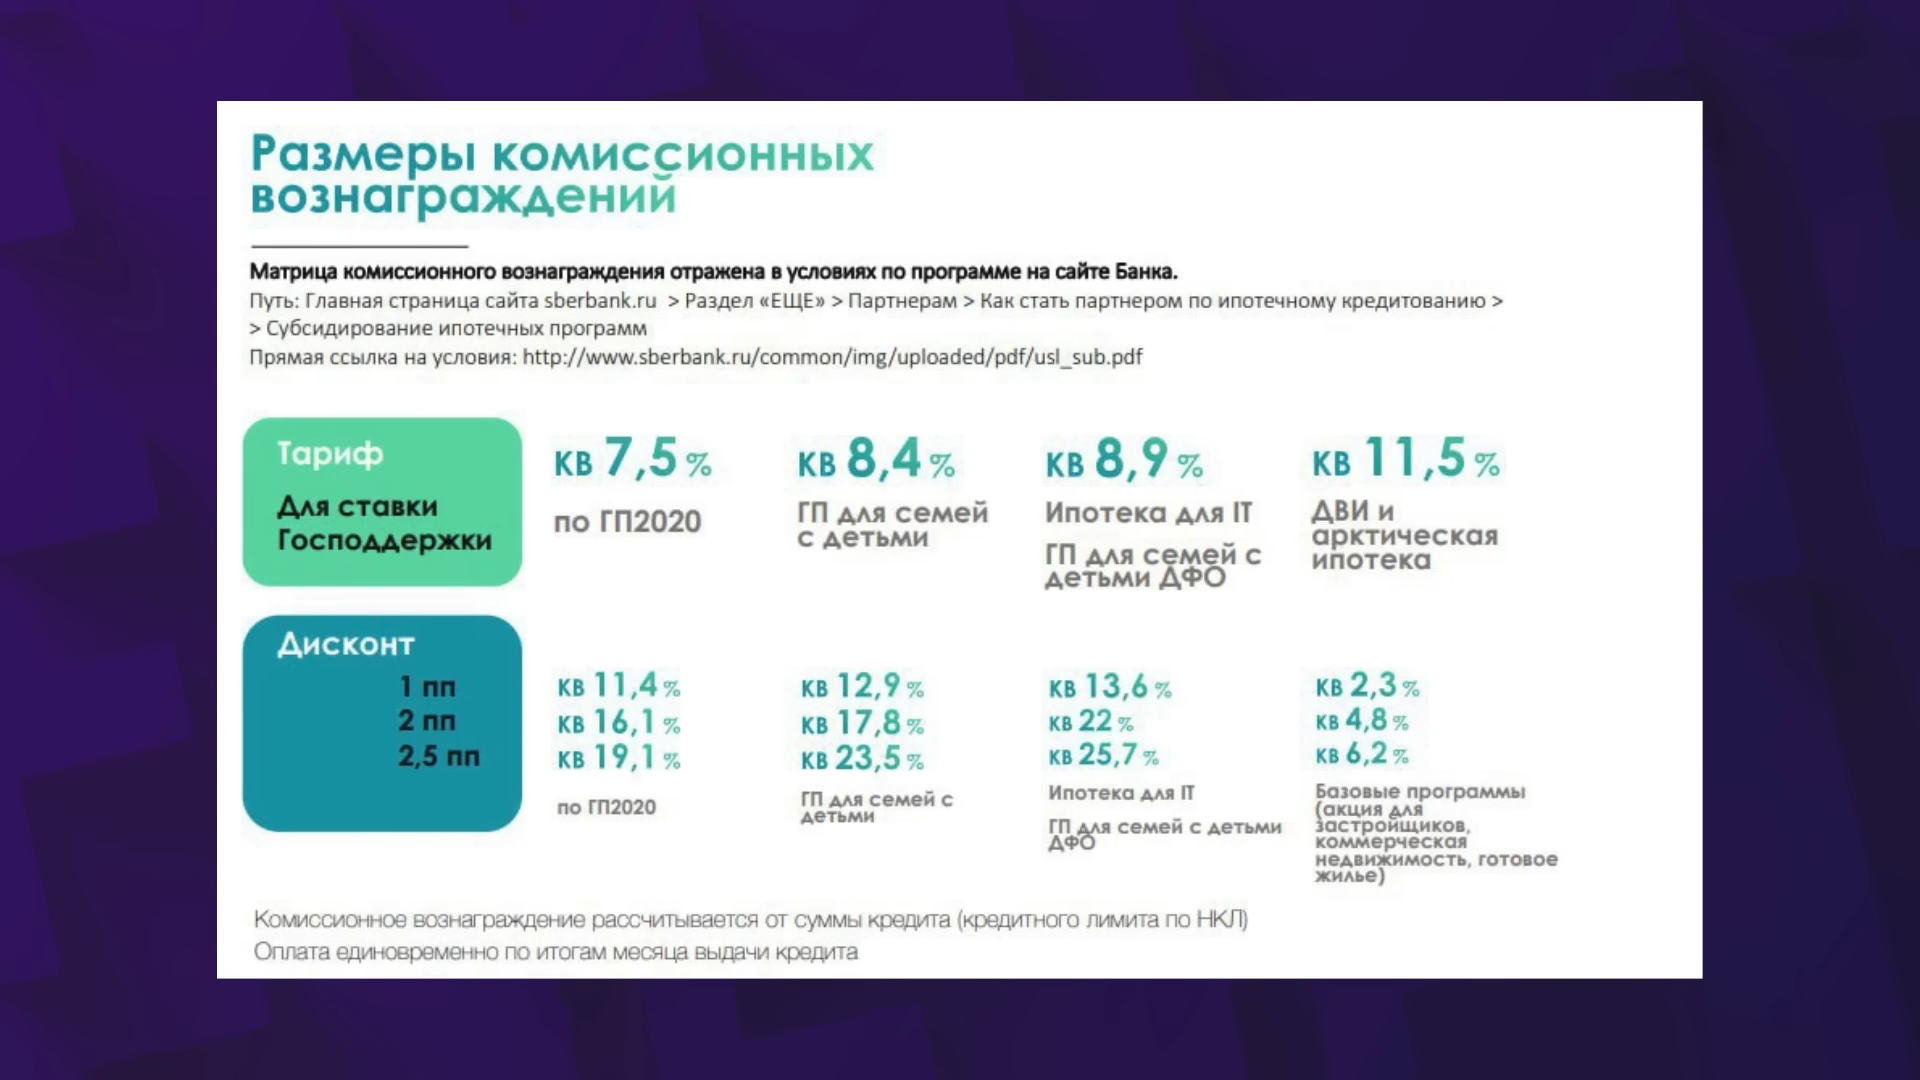 Размеры комиссионных
вознаграждений
Матрица комиссионного вознаграждения отражена в условиях по программе на сайте Банка.
Путь: Главная страница сайта sberbank.ru > Раздел «ЕЩЕ» > Партнерам > Как стать партнером по ипотечному кредитованию >
> Субсидирование ипотечных программ
Прямая ссылка на условия: http://www.sberbank.ru/common/img/uploaded/pdf/usl_sub.pdf
Тариф
Для ставки
Господдержки
КВ 7,5 %
по ГП2020
КВ 8,4 %
ГП для семей
с детьми
КВ 8,9 %
Ипотека для IT
ГП для семей с
детьми ДФО
КВ 11,5 %
ДВИ и
арктическая
ипотека
Дисконт
1 пп
2 пп
2,5 пп
КВ 11,4 %
КВ 16,1 %
КВ 19,1 %
по ГП2020
КВ 12,9 %
КВ 17,8 %
КВ 23,5 %
ГП для семей с
детьми
КВ 13,6 %
КВ 22 %
КВ 25,7 %
Ипотека для IT
ГП для семей с детьми
ДФО
КВ 2,3 %
КВ 4,8 %
КВ 6,2 %
Базовые программы
(акция для
застройщиков,
коммерческая
недвижимость, готовое
жилье)
Комиссионное вознаграждение рассчитывается от суммы кредита (кредитного лимита по НКЛ)
Оплата единовременно по итогам месяца выдачи кредита